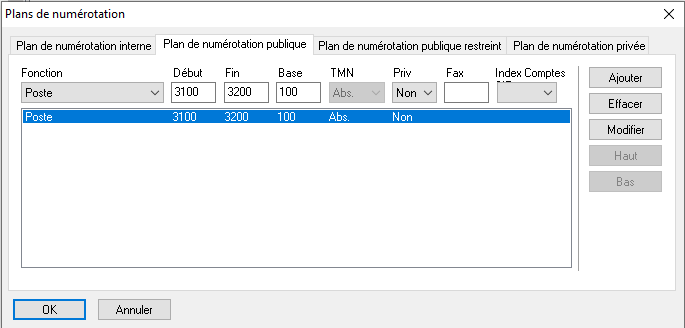 Plans de numérotation
Plan de numérotation interne Plan de numérotation publique Plan de numérotation publique restreint Plan de numérotation privée
Fonction Début Fin Base TMN Priv Fax Index Comptes
Poste 3100 3200 100 Abs. Non
Poste 3100 3200 100 Abs. Non
Ajouter
Effacer
Modifier
Haut
Bas
OK Annuler